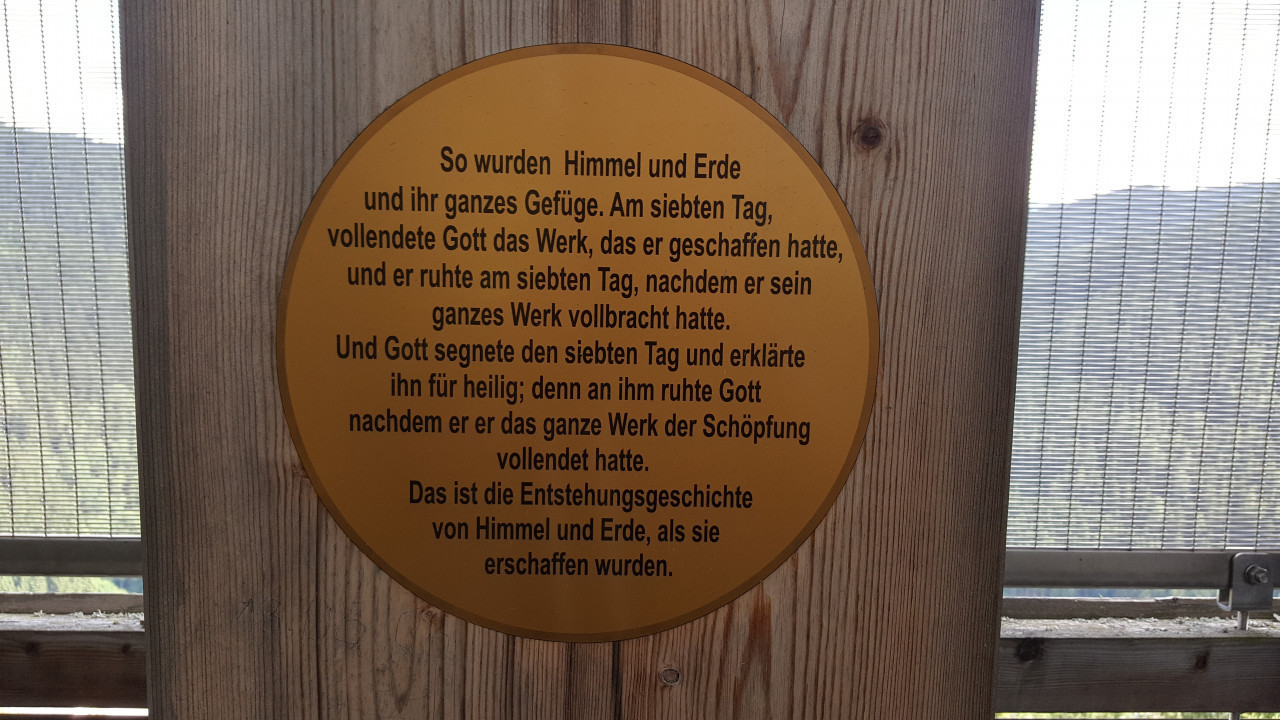 So wurden Himmel und Erde
und ihr ganzes Gefüge. Am siebten Tag,
vollendete Gott das Werk, das er geschaffen hatte,
und er ruhte am siebten Tag, nachdem er sein
ganzes Werk vollbracht hatte.
Und Gott segnete den siebten Tag und erklärte
ihn für heilig; denn an ihm ruhte Gott
nachdem er er das ganze Werk der Schöpfung
vollendet hatte.
Das ist die Entstehungsgeschichte
von Himmel und Erde, als sie
erschaffen wurden.